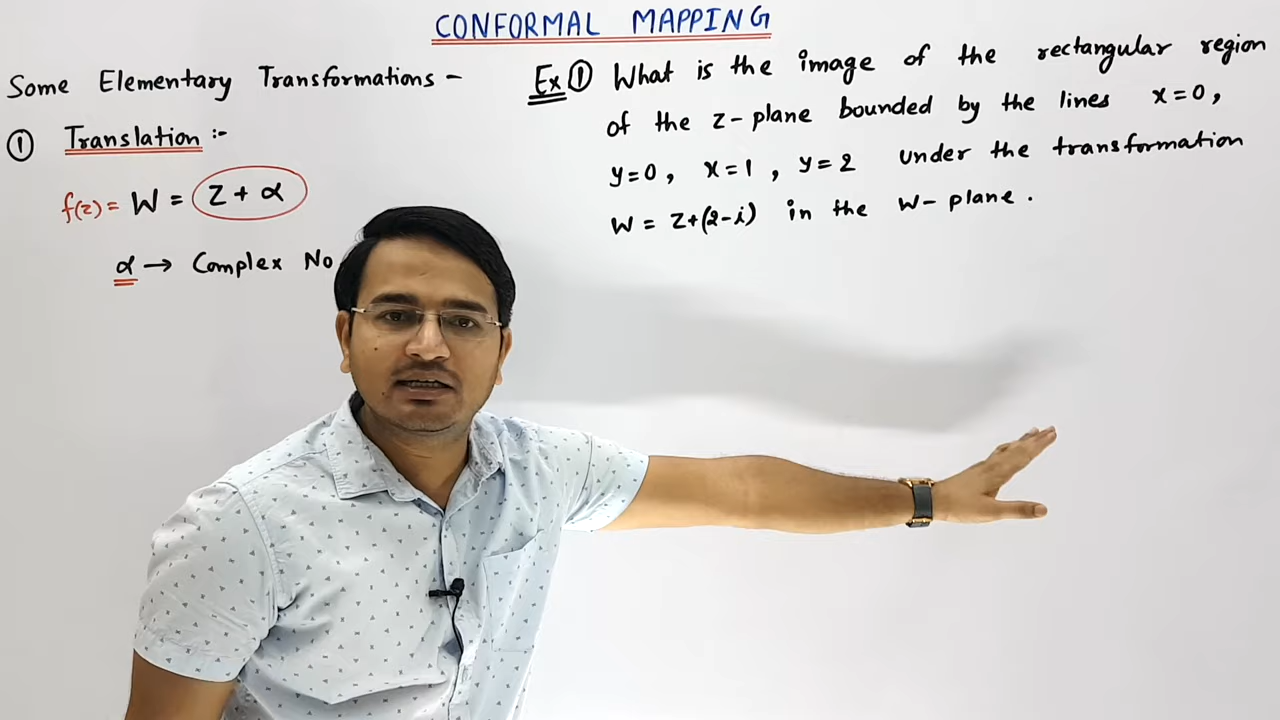 CONFORMAL MAPPING
Some Elementary Transformations -
① Translation :-
f(z) = W = Z + α
α → Complex No
Ex ① What is the image of the rectangular region
of the z-plane bounded by the lines x=0,
y=0, x=1, y=2 under the transformation
W = Z+(2-i) in the W-plane.